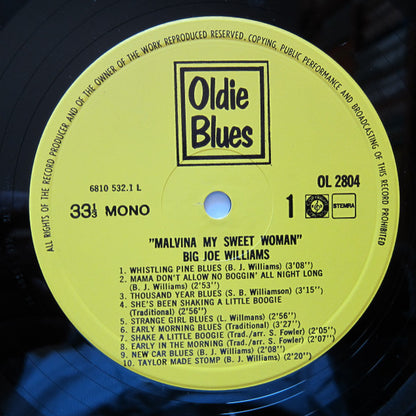 ALL RIGHTS OF THE RECORD PRODUCER AND OF THE OWNER OF THE WORK REPRODUCED RESERVED. COPYING, PUBLIC PERFORMANCE AND BROADCASTING OF THIS RECORD PROHIBITED
Oldie
Blues
6810 532.1 L
OL 2804
33⅓ MONO
1
STEMRA
"MALVINA MY SWEET WOMAN"
BIG JOE WILLIAMS
1. WHISTLING PINE BLUES (B. J. Williams) (3'08")
2. MAMA DON'T ALLOW NO BOGGIN' ALL NIGHT LONG
(B. J. Williams) (2'53")
3. THOUSAND YEAR BLUES (S. B. Williamson) (3'15")
4. SHE'S BEEN SHAKING A LITTLE BOOGIE
(Traditional) (2'56")
5. STRANGE GIRL BLUES (L. Willmans) (2'56")
6. EARLY MORNING BLUES (Traditional) (3'27")
7. SHAKE A LITTLE BOOGIE (Trad./arr. S. Fowler) (2'05")
8. EARLY IN THE MORNING (Trad./arr. S. Fowler) (2'07")
9. NEW CAR BLUES (B. J. Williams) (2'08")
10. TAYLOR MADE STOMP (B. J. Williams) (2'20")